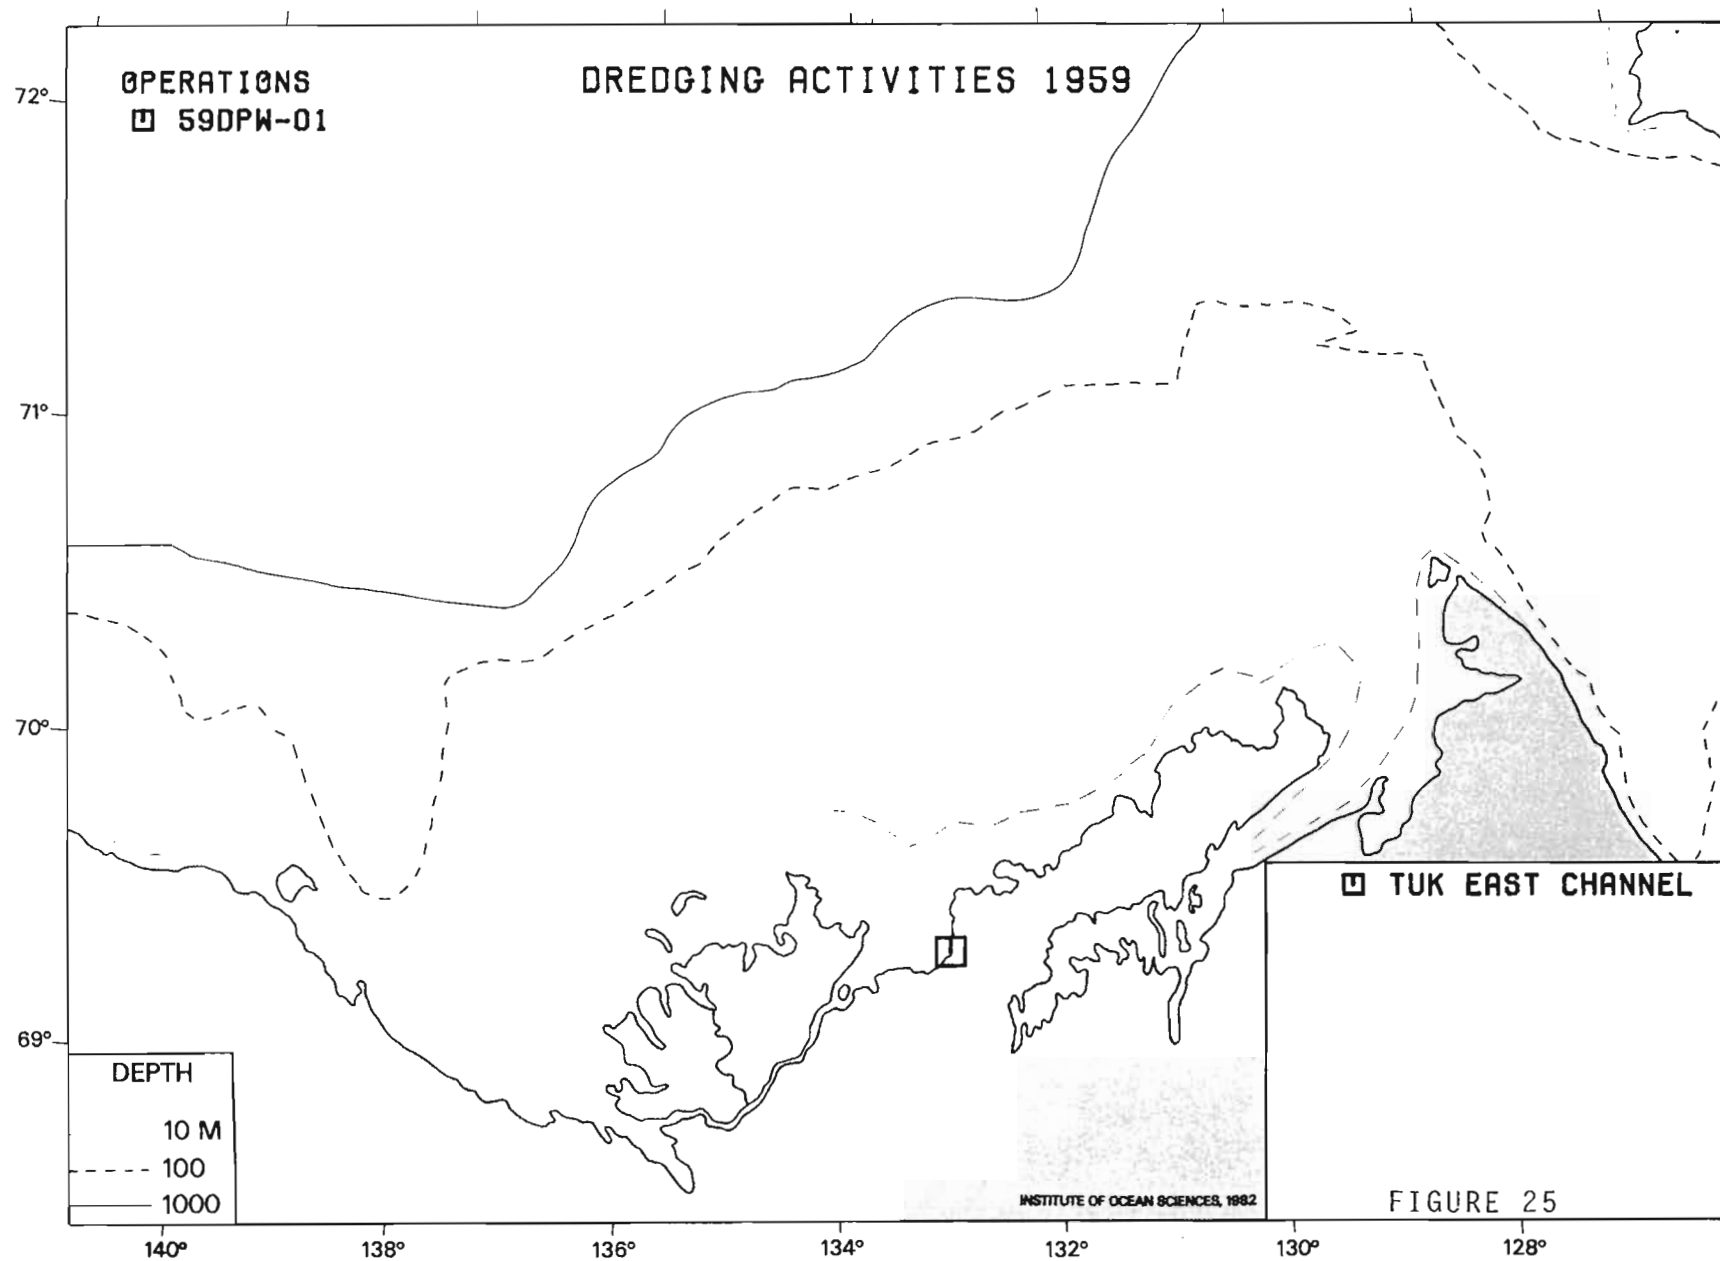 OPERATIONS
59DPW-01
DREDGING ACTIVITIES 1959
72°
71°
70°
69°
TUK EAST CHANNEL
DEPTH
10 M
100
1000
INSTITUTE OF OCEAN SCIENCES, 1982
FIGURE 25
140° 138° 136° 134° 132° 130° 128°